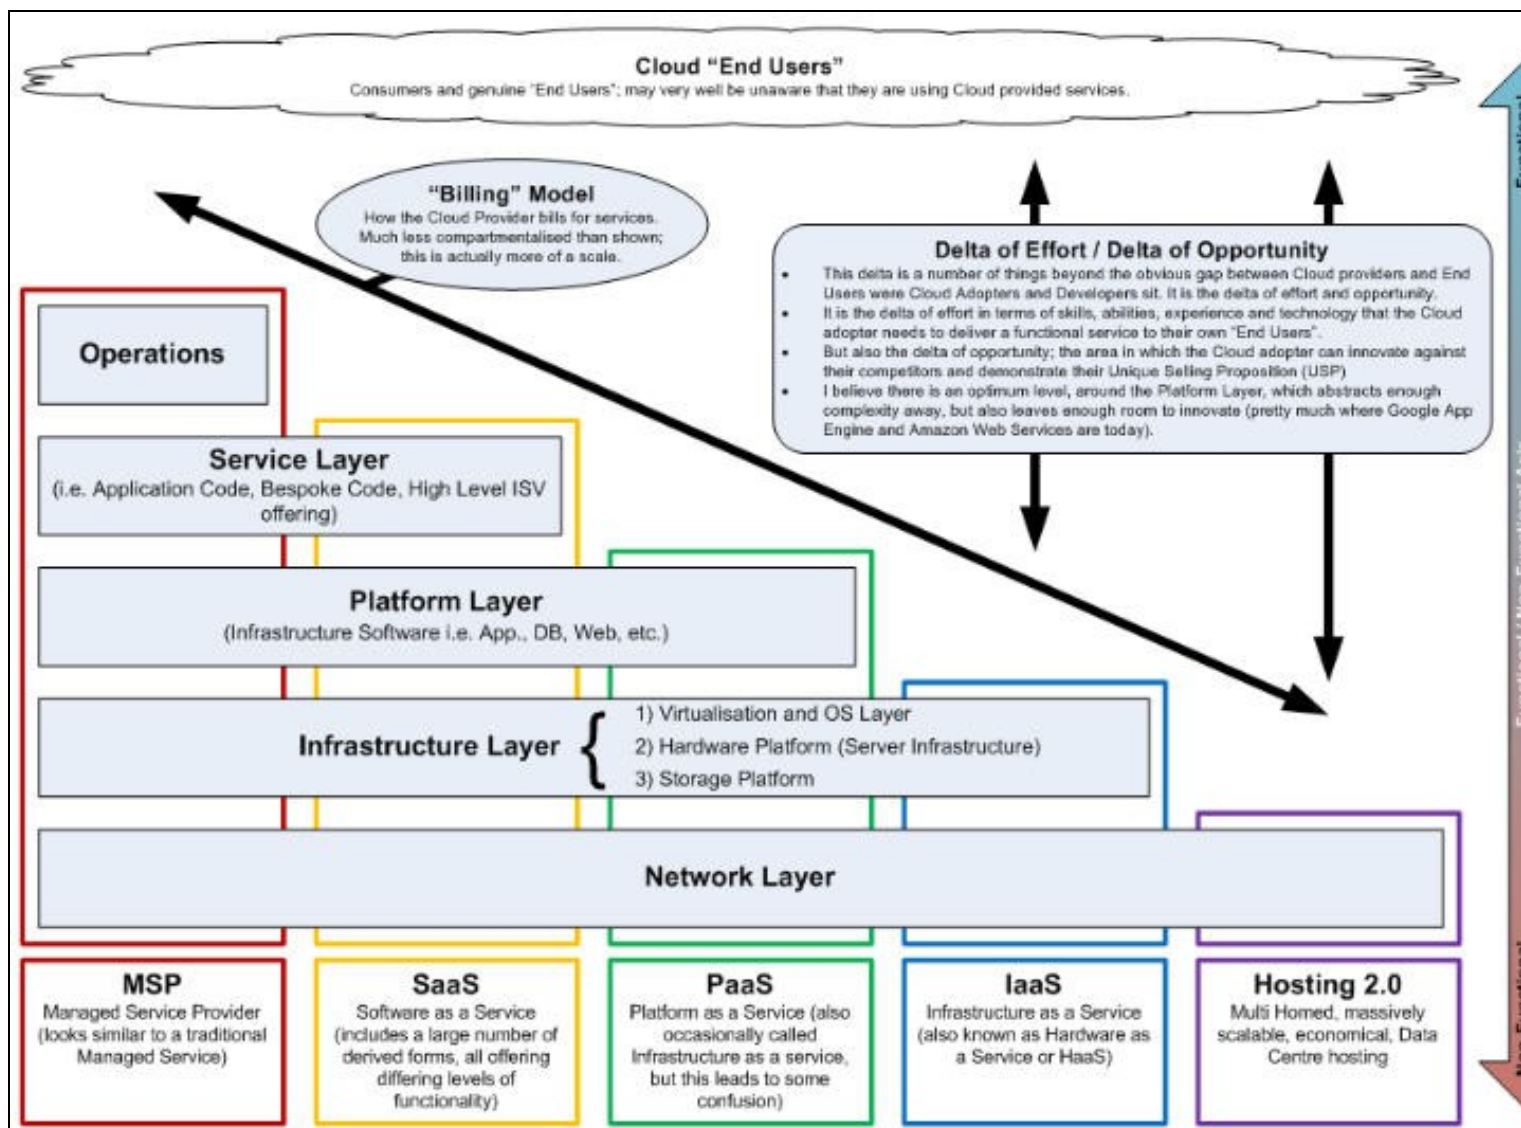 Cloud “End Users”
Consumers and genuine “End Users”; may very well be unaware that they are using Cloud provided services.
“Billing” Model
How the Cloud Provider bills for services.
Much less compartmentalised than shown;
this is actually more of a scale.
Delta of Effort / Delta of Opportunity
• This delta is a number of things beyond the obvious gap between Cloud providers and End
Users were Cloud Adopters and Developers sit. It is the delta of effort and opportunity.
• It is the delta of effort in terms of skills, abilities, experience and technology that the Cloud
adopter needs to deliver a functional service to their own “End Users”.
• But also the delta of opportunity; the area in which the Cloud adopter can innovate against
their competitors and demonstrate their Unique Selling Proposition (USP)
• I believe there is an optimum level, around the Platform Layer, which abstracts enough
complexity away, but also leaves enough room to innovate (pretty much where Google App
Engine and Amazon Web Services are today).
Operations
Service Layer
(i.e. Application Code, Bespoke Code, High Level ISV
offering)
Platform Layer
(Infrastructure Software i.e. App., DB, Web, etc.)
Infrastructure Layer
{
1) Virtualisation and OS Layer
2) Hardware Platform (Server Infrastructure)
3) Storage Platform
Network Layer
MSP
Managed Service Provider
(looks similar to a traditional
Managed Service)
SaaS
Software as a Service
(includes a large number of
derived forms, all offering
differing levels of
functionality)
PaaS
Platform as a Service (also
occasionally called
Infrastructure as a service,
but this leads to some
confusion)
IaaS
Infrastructure as a Service
(also known as Hardware as
a Service or HaaS)
Hosting 2.0
Multi Homed, massively
scalable, economical, Data
Centre hosting